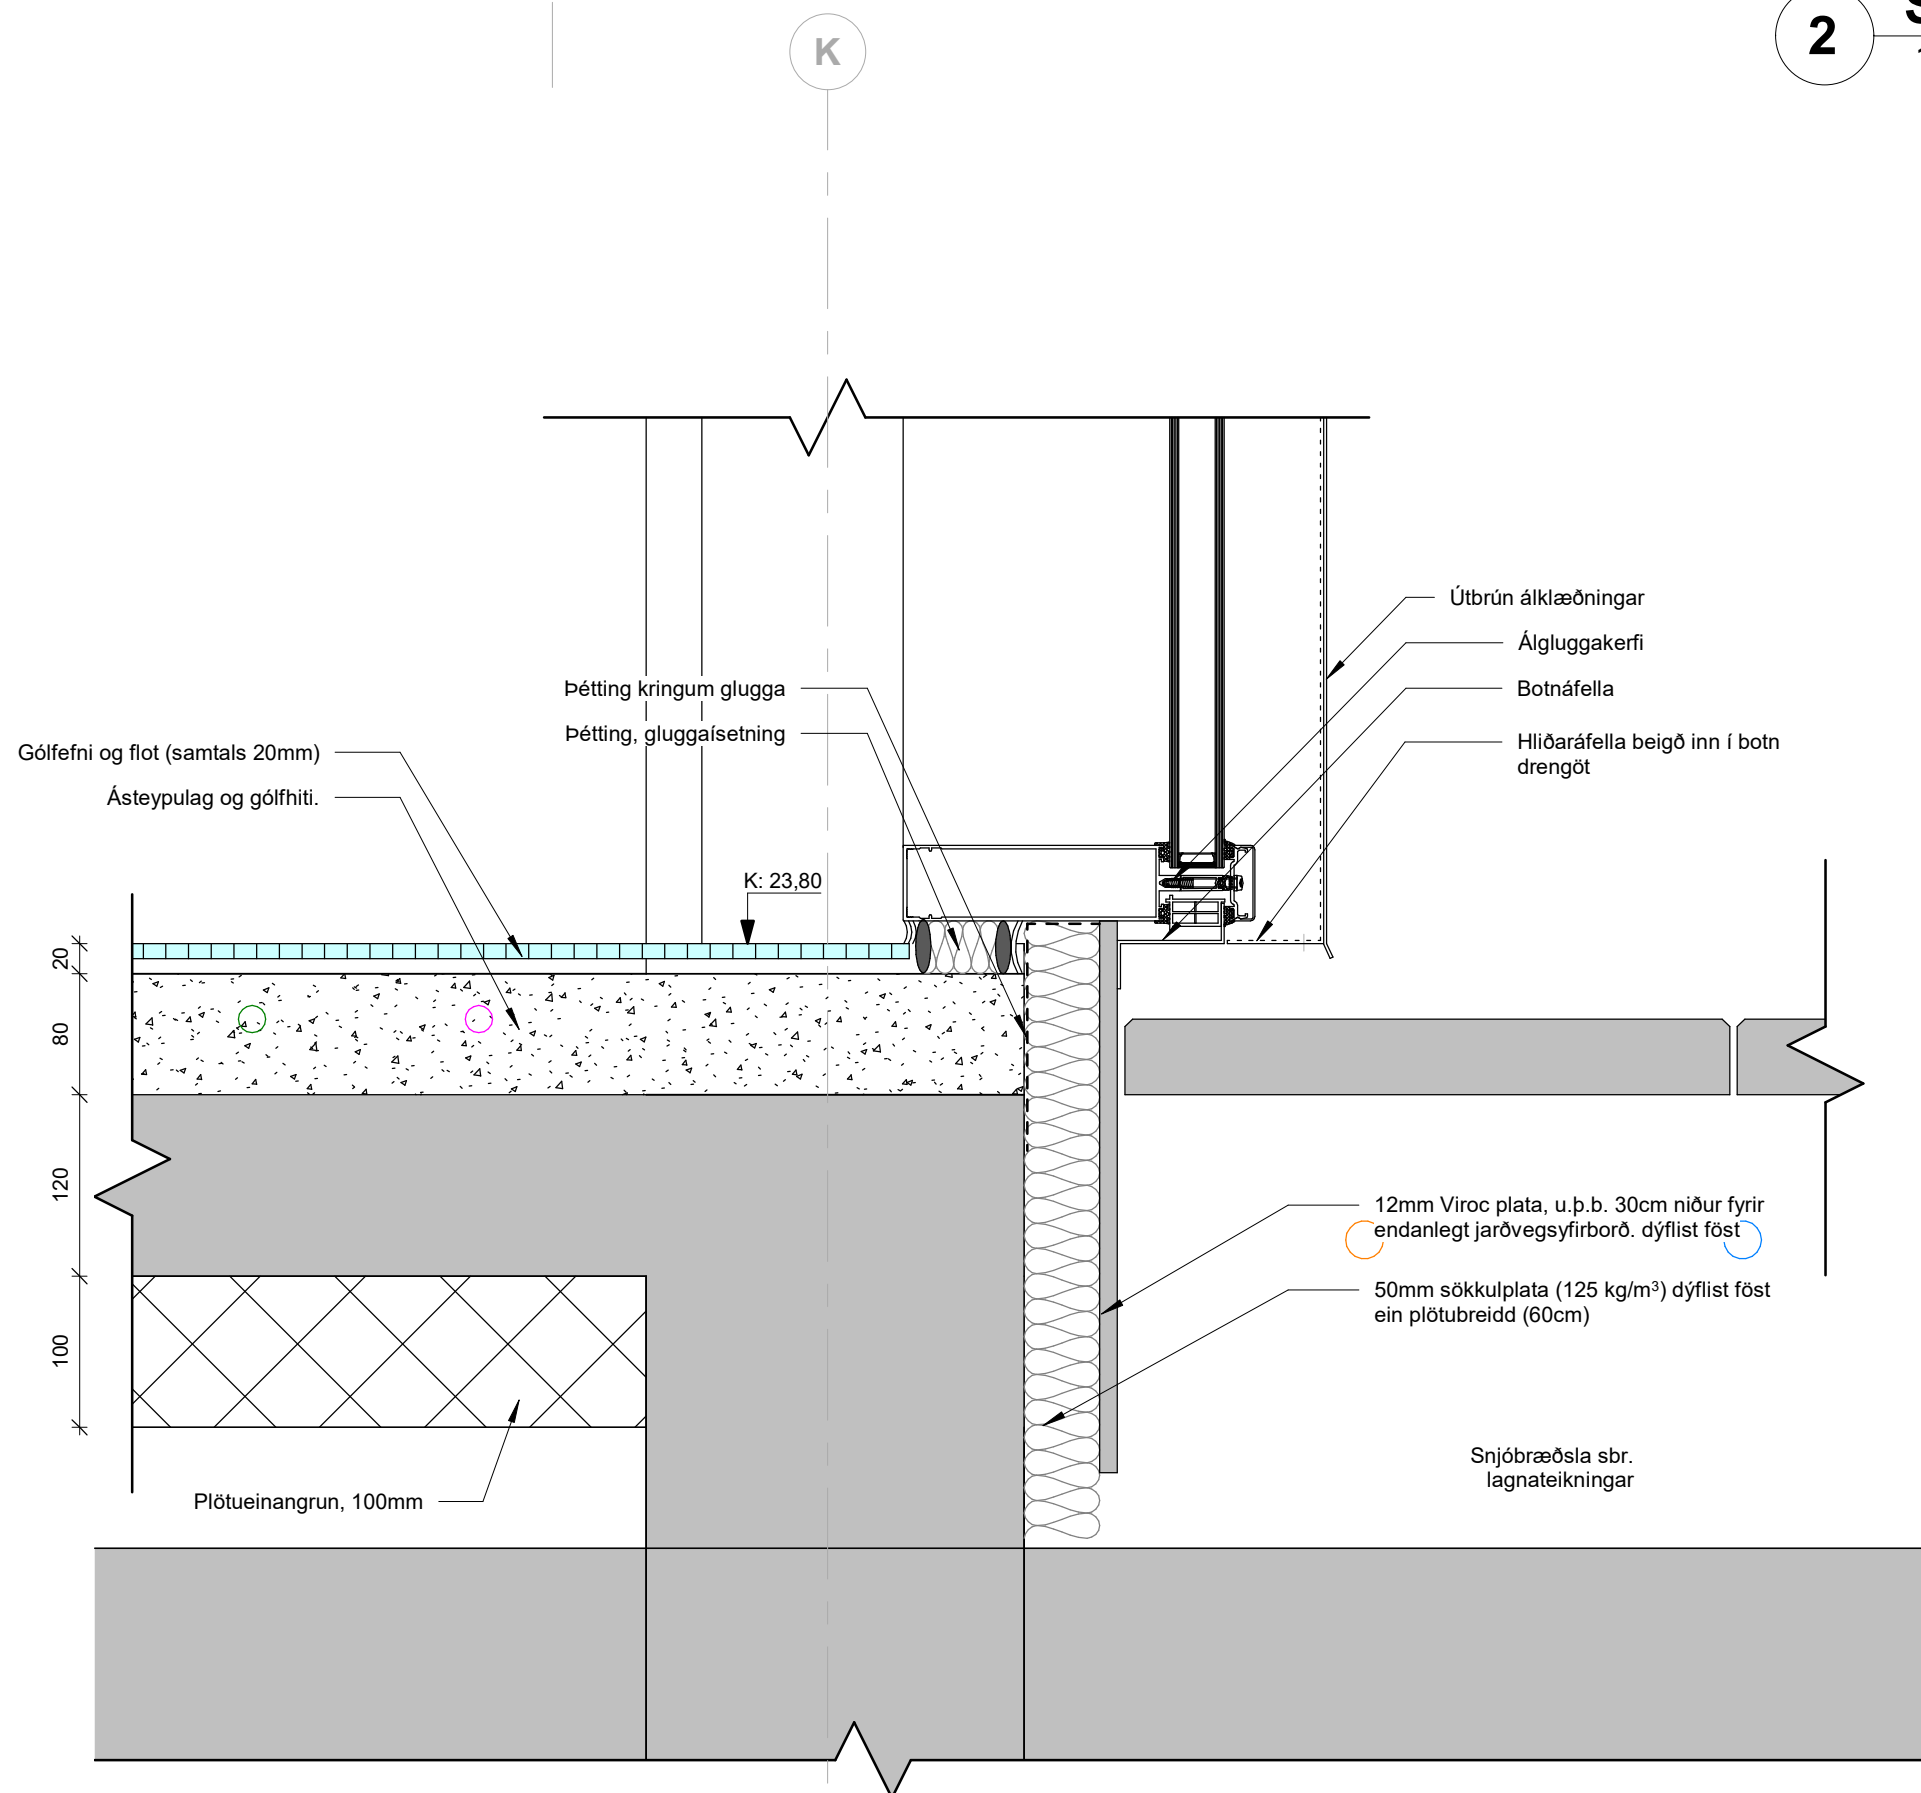 K
2
Útbrún álklæðningar
Álgluggakerfi
Þétting kringum glugga
Botnáfella
Þétting, gluggaísetning
Hliðaráfella beigð inn í botn
drengöt
Gólfefni og flot (samtals 20mm)
Ásteypulag og gólfhiti.
K: 23,80
20
80
120
100
12mm Viroc plata, u.þ.b. 30cm niður fyrir
endanlegt jarðvegsyfirborð. dýflist föst
50mm sökkulplata (125 kg/m³) dýflist föst
ein plötubreidd (60cm)
Snjóbræðsla sbr.
lagnateikningar
Plötueinangrun, 100mm